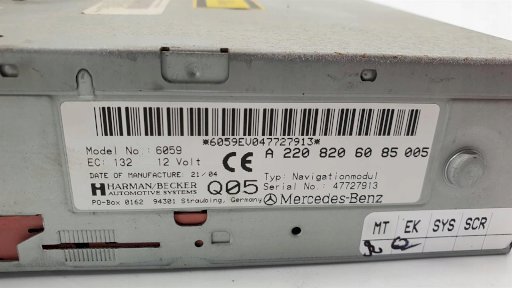 *6059EV047727913*
Model No.: 6059
EC: 132 12 Volt
CE
A 220 820 60 85 005
DATE OF MANUFACTURE: 21/04
Typ: Navigationmodul
HARMAN/BECKER
AUTOMOTIVE SYSTEMS
Q05
Serial No.: 47727913
PO-Box 0162 94301 Straubing, Germany
Mercedes-Benz
MT EK SYS SCR